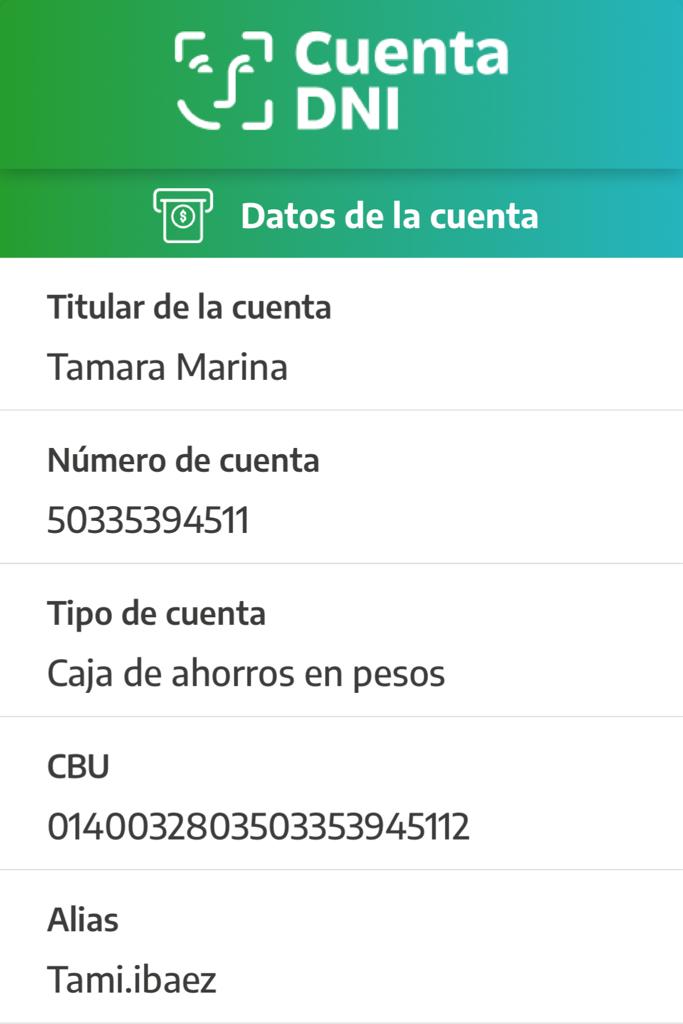 Cuenta
DNI
Datos de la cuenta
Titular de la cuenta
Tamara Marina
Número de cuenta
50335394511
Tipo de cuenta
Caja de ahorros en pesos
CBU
0140032803503353945112
Alias
Tami.ibaez